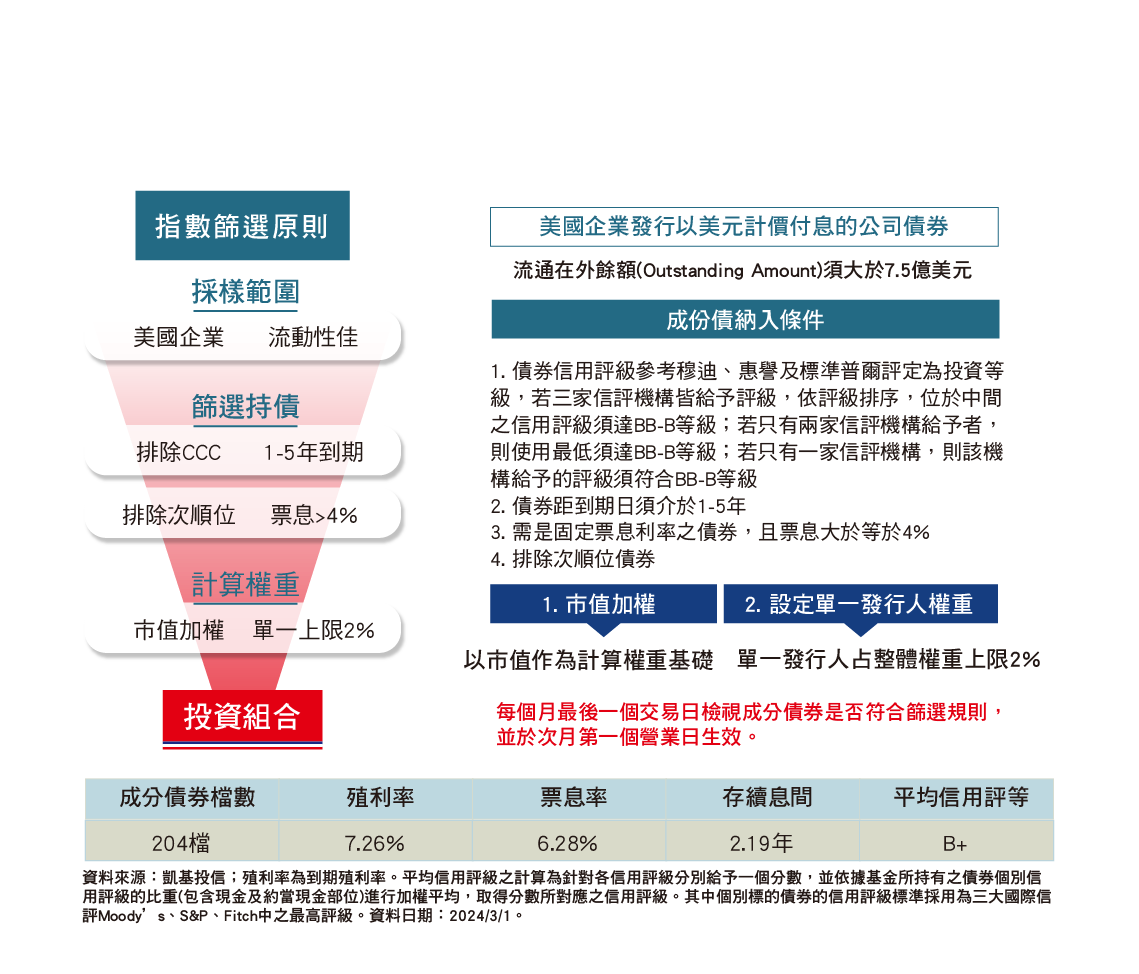 指數篩選原則
採樣範圍
美國企業 流動性佳
篩選持債
排除CCC 1-5年到期
排除次順位 票息>4%
計算權重
市值加權 單一上限2%
投資組合
美國企業發行以美元計價付息的公司債券
流通在外餘額(Outstanding Amount)須大於7.5億美元
成份債納入條件
1. 債券信用評級參考穆迪、惠譽及標準普爾評定為投資等
級，若三家信評機構皆給予評級，依評級排序，位於中間
之信用評級須達BB-B等級；若只有兩家信評機構給予者，
則使用最低須達BB-B等級；若只有一家信評機構，則該機
構給予的評級須符合BB-B等級
2. 債券距到期日須介於1-5年
3. 需是固定票息利率之債券，且票息大於等於4%
4. 排除次順位債券
1. 市值加權 2. 設定單一發行人權重
以市值作為計算權重基礎 單一發行人占整體權重上限2%
每個月最後一個交易日檢視成分債券是否符合篩選規則，
並於次月第一個營業日生效。
成分債券檔數 殖利率 票息率 存續息間 平均信用評等
204檔 7.26% 6.28% 2.19年 B+
資料來源：凱基投信；殖利率為到期殖利率。平均信用評級之計算為針對各信用評級分別給予一個分數，並依據基金所持有之債券個別信
用評級的比重(包含現金及約當現金部位)進行加權平均，取得分數所對應之信用評級。其中個別標的債券的信用評級標準採用為三大國際信
評Moody’s、S&P、Fitch中之最高評級。資料日期：2024/3/1。